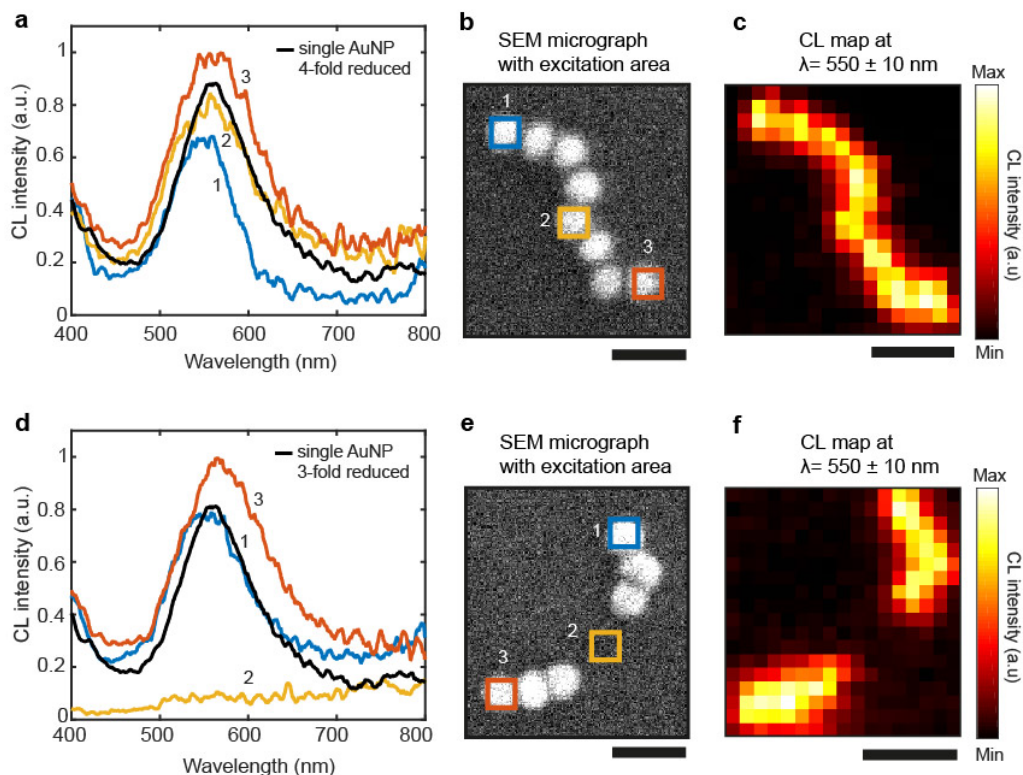 a
CL intensity (a.u.)
1
0.8
0.6
0.4
0.2
0
400 500 600 700 800
Wavelength (nm)
single AuNP
4-fold reduced
3
2
1
b
SEM micrograph
with excitation area
1
2
3
c
CL map at
λ= 550 ± 10 nm
Max
CL intensity (a.u)
Min
d
CL intensity (a.u.)
1
0.8
0.6
0.4
0.2
0
400 500 600 700 800
Wavelength (nm)
single AuNP
3-fold reduced
3
1
2
e
SEM micrograph
with excitation area
1
2
3
f
CL map at
λ= 550 ± 10 nm
Max
CL intensity (a.u)
Min